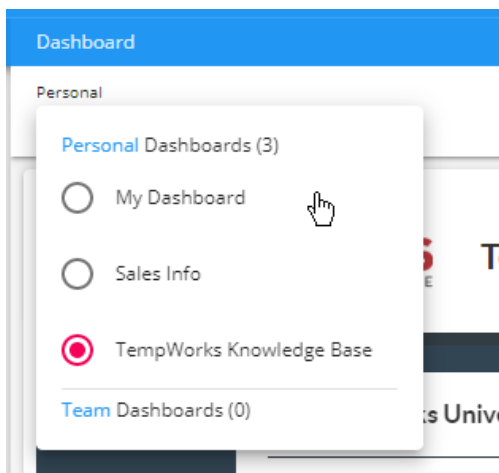 Dashboard
Personal
Personal Dashboards (3)
My Dashboard
Sales Info
TempWorks Knowledge Base
Team Dashboards (0)